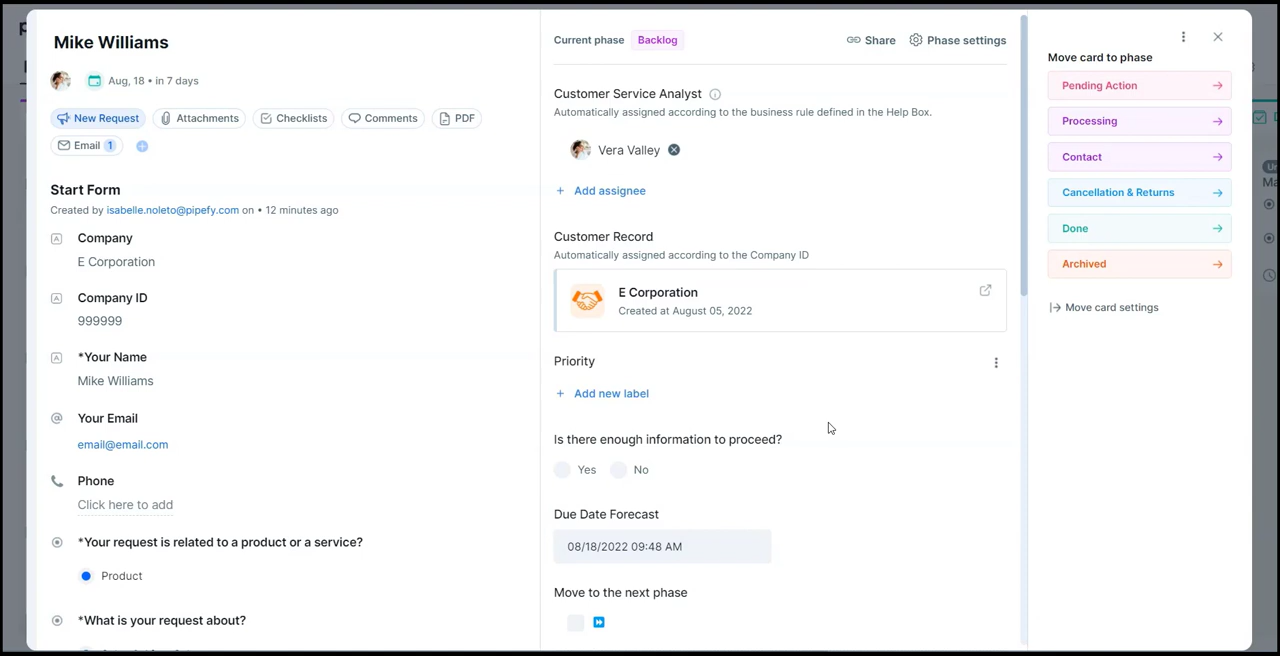 Mike Williams
Aug, 18 • in 7 days
New Request
Attachments
Checklists
Comments
PDF
Email 1
Start Form
Created by isabelle.noleto@pipefy.com on • 12 minutes ago
Company
E Corporation
Company ID
999999
*Your Name
Mike Williams
Your Email
email@email.com
Phone
Click here to add
*Your request is related to a product or a service?
Product
*What is your request about?
Current phase Backlog
Share
Phase settings
Customer Service Analyst
Automatically assigned according to the business rule defined in the Help Box.
Vera Valley
+ Add assignee
Customer Record
Automatically assigned according to the Company ID
E Corporation
Created at August 05, 2022
Priority
+ Add new label
Is there enough information to proceed?
Yes No
Due Date Forecast
08/18/2022 09:48 AM
Move to the next phase
Move card to phase
Pending Action
Processing
Contact
Cancellation & Returns
Done
Archived
Move card settings